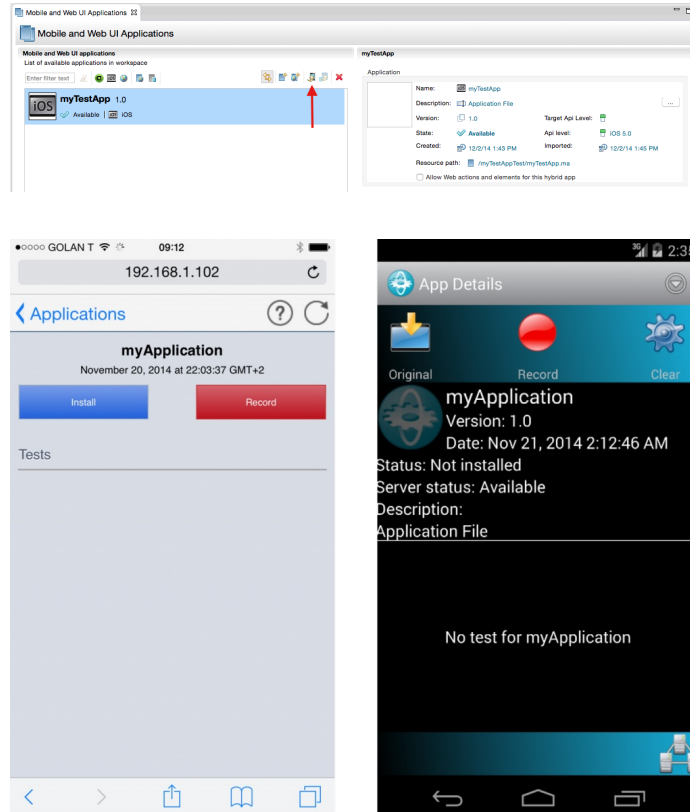 Mobile and Web UI Applications
Mobile and Web UI Applications
Mobile and Web UI applications
List of available applications in workspace
Enter filter text
iOS
myTestApp 1.0
Available | iOS
myTestApp
Application
Name: myTestApp
Description: Application File
...
Version: 1.0 Target Api Level:
State: Available Api level: iOS 5.0
Created: 12/2/14 1:43 PM Imported: 12/2/14 1:45 PM
Resource path: /myTestAppTest/myTestApp.ma
Allow Web actions and elements for this hybrid app
GOLAN T 09:12
192.168.1.102
Applications ?
myApplication
November 20, 2014 at 22:03:37 GMT+2
Install Record
Tests
3G 2:35
App Details
Original Record Clear
myApplication
Version: 1.0
Date: Nov 21, 2014 2:12:46 AM
Status: Not installed
Server status: Available
Description:
Application File
No test for myApplication